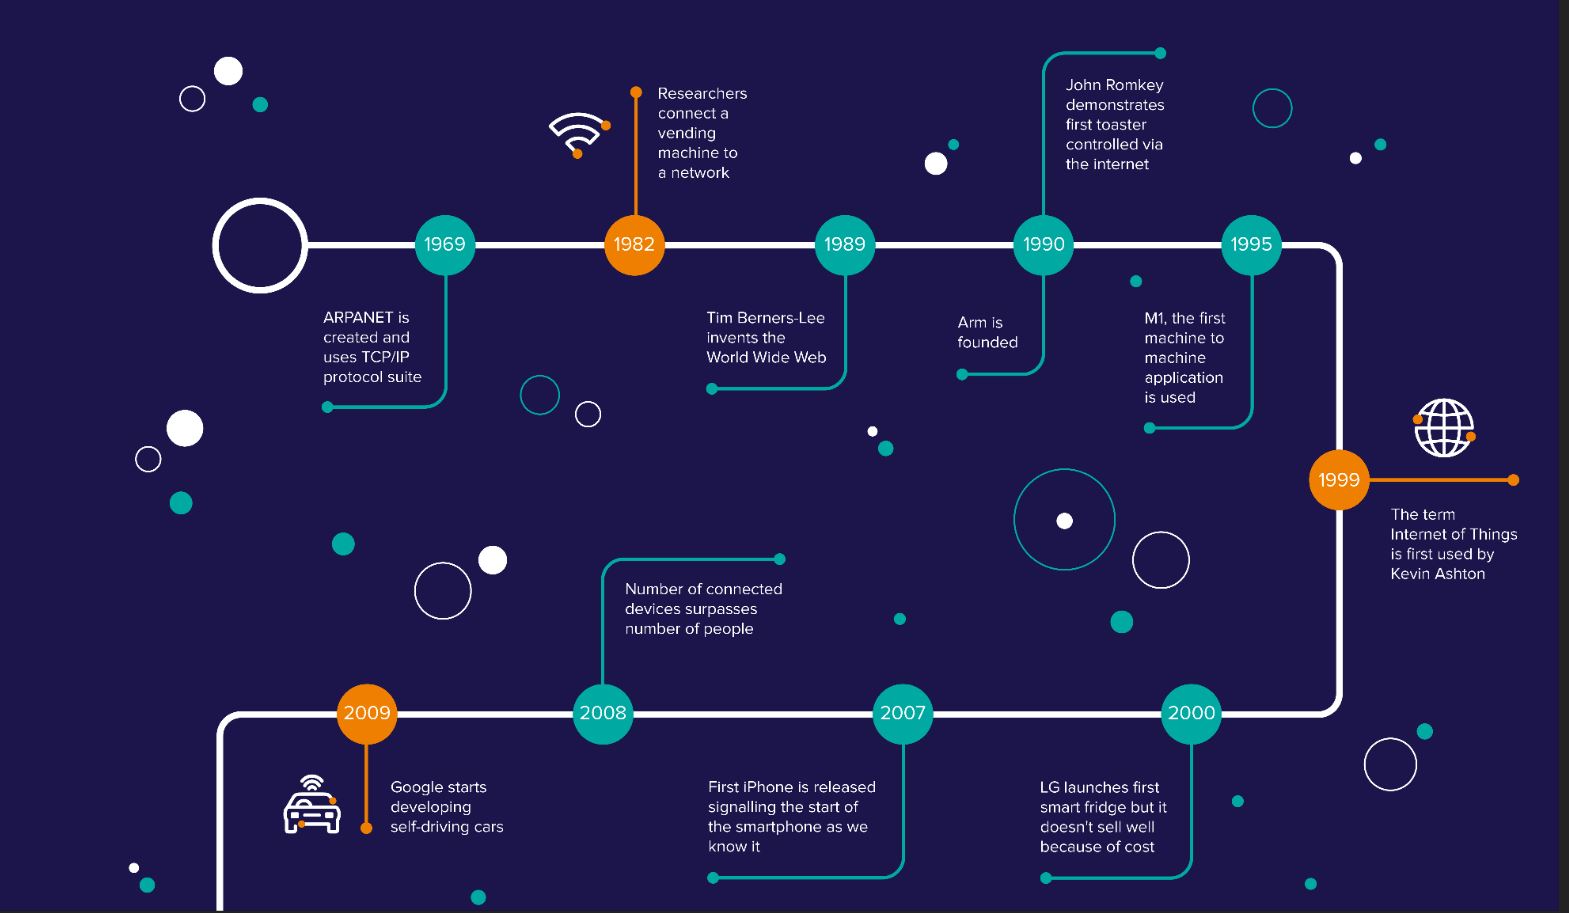 1969
ARPANET is
created and
uses TCP/IP
protocol suite
1982
Researchers
connect a
vending
machine to
a network
1989
Tim Berners-Lee
invents the
World Wide Web
1990
John Romkey
demonstrates
first toaster
controlled via
the internet
Arm is
founded
1995
M1, the first
machine to
machine
application
is used
1999
The term
Internet of Things
is first used by
Kevin Ashton
2000
LG launches first
smart fridge but it
doesn't sell well
because of cost
2007
First iPhone is released
signalling the start of
the smartphone as we
know it
2008
Number of connected
devices surpasses
number of people
2009
Google starts
developing
self-driving cars